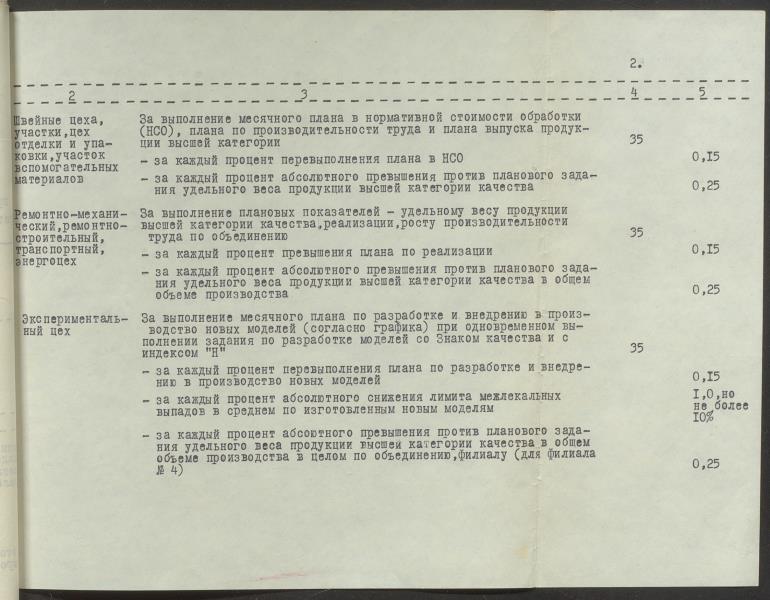 2.
2 3 4 5
Швейные цеха, За выполнение месячного плана в нормативной стоимости обработки
участки,цех (НСО), плана по производительности труда и плана выпуска продук-
отделки и упа- ции высшей категории 35
ковки,участок – за каждый процент перевыполнения плана в НСО 0,15
вспомогательных
материалов – за каждый процент абсолютного превышения против планового зада-
ния удельного веса продукции высшей категории качества 0,25
Ремонтно-механи- За выполнение плановых показателей – удельному весу продукции
ческий,ремонтно- высшей категории качества,реализации,росту производительности
строительный, труда по объединению 35
транспортный, – за каждый процент превышения плана по реализации 0,15
энергоцех
– за каждый процент абсолютного превышения против планового зада-
ния удельного веса продукции высшей категории качества в общем
объеме производства 0,25
Эксперименталь- За выполнение месячного плана по разработке и внедрению в произ-
ный цех водство новых моделей (согласно графика) при одновременном вы-
полнении задания по разработке моделей со Знаком качества и с
индексом "Н" 35
– за каждый процент перевыполнения плана по разработке и внедре-
нию в производство новых моделей 0,15
– за каждый процент абсолютного снижения лимита межлекальных 1,0,но
выпадов в среднем по изготовленным новым моделям не более
10%
– за каждый процент абсоютного превышения против планового зада-
ния удельного веса продукции высшей категории качества в общем
объеме производства в целом по объединению,филиалу (для филиала
№ 4) 0,25